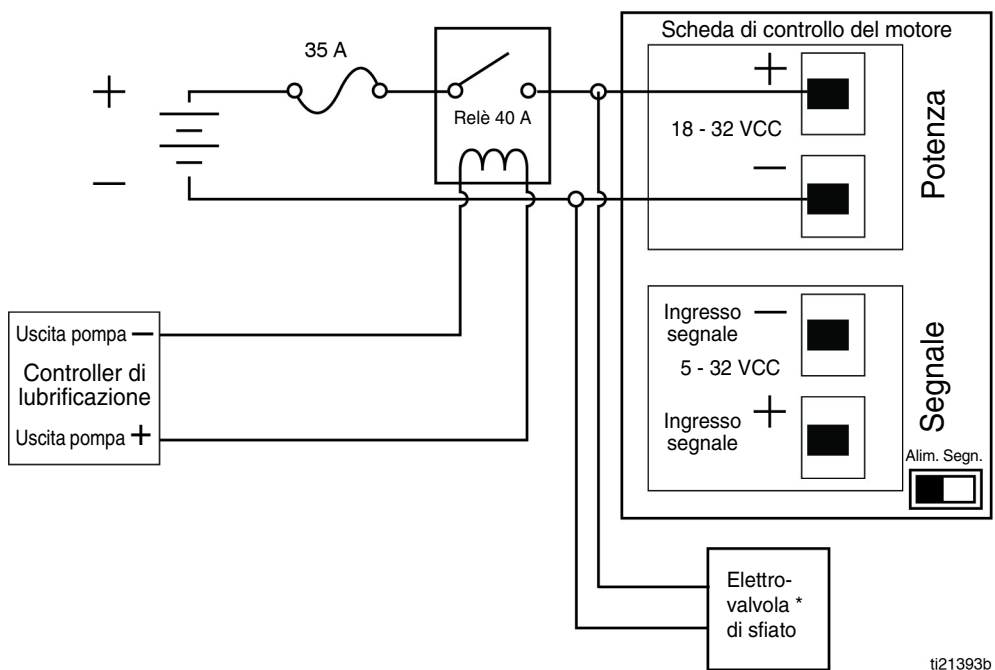 Scheda di controllo del motore
35 A
+
Relè 40 A
18 - 32 VCC
+
—
—
Potenza
Uscita pompa —
Controller di
lubrificazione
Uscita pompa +
Ingresso
segnale
—
5 - 32 VCC
Ingresso
segnale
+
Segnale
Alim. Segn.
Elettro-
valvola *
di sfiato
ti21393b